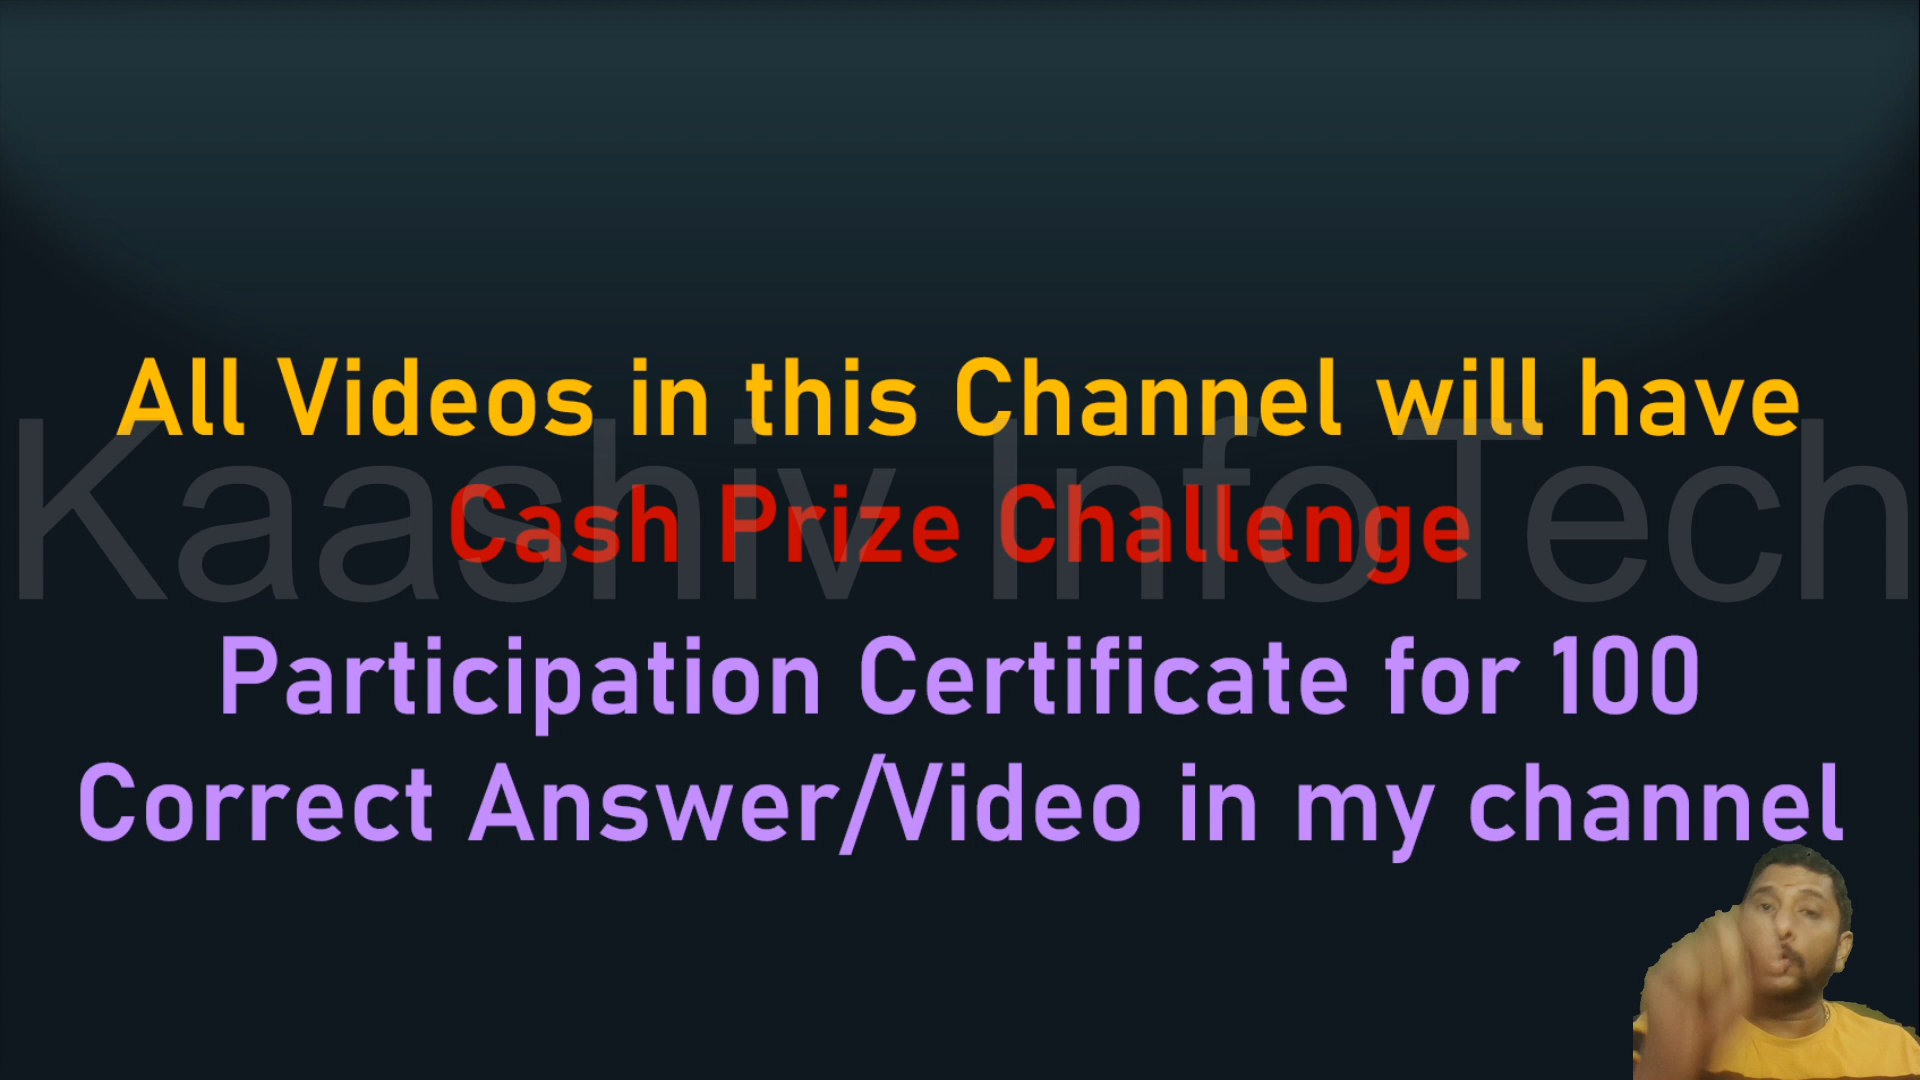 All Videos in this Channel will have
Kaashiv InfoTech
Cash Prize Challenge
Participation Certificate for 100
Correct Answer/Video in my channel